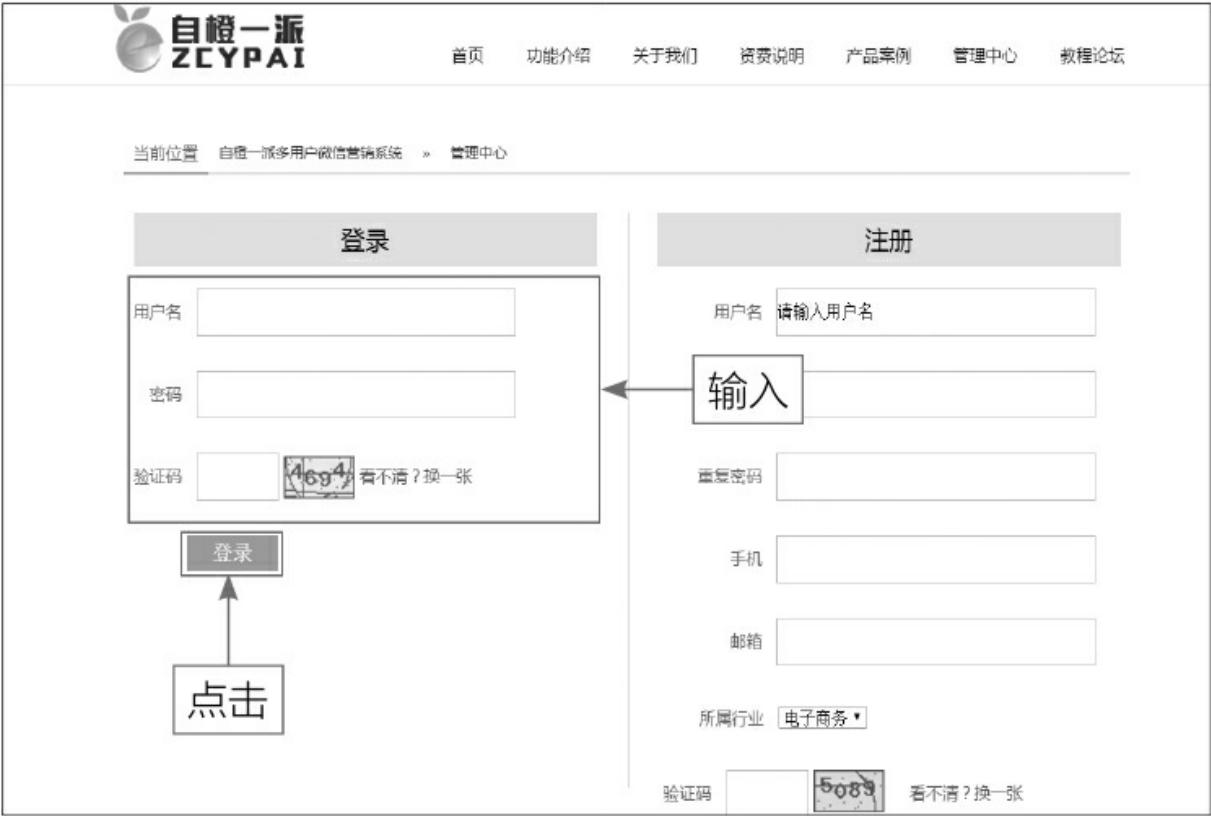 自橙一派
ZCYPAI
首页 功能介绍 关于我们 资费说明 产品案例 管理中心 教程论坛
当前位置 自橙一派多用户微信营销系统 » 管理中心
登录
用户名
密码
验证码 4694 看不清?换一张
登录
输入
点击
注册
用户名 请输入用户名
重复密码
手机
邮箱
所属行业 电子商务
验证码 5089 看不清?换一张